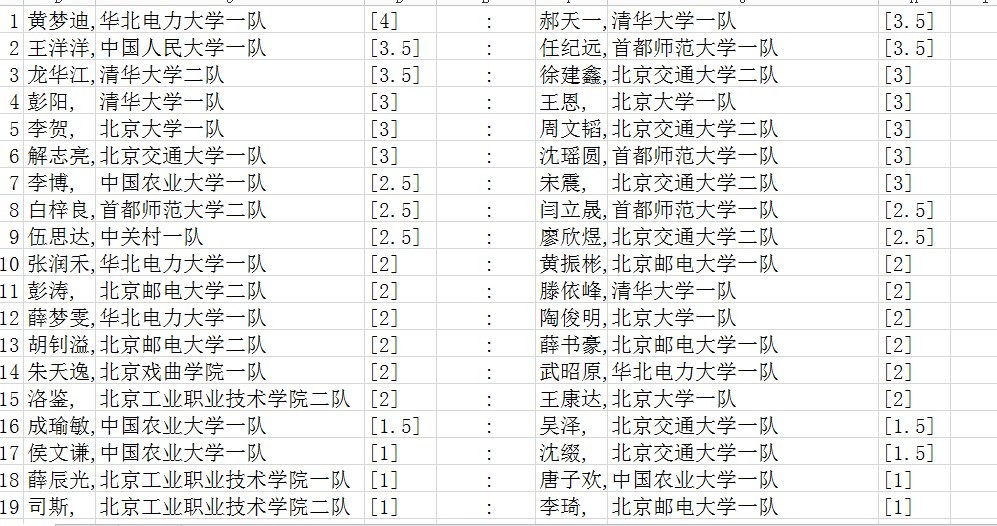 1 黄梦迪,华北电力大学一队 [4] : 郝天一,清华大学一队 [3.5]
2 王洋洋,中国人民大学一队 [3.5] : 任纪远,首都师范大学一队 [3.5]
3 龙华江,清华大学二队 [3.5] : 徐建鑫,北京交通大学二队 [3]
4 彭阳, 清华大学一队 [3] : 王恩, 北京大学一队 [3]
5 李贺, 北京大学一队 [3] : 周文韬,北京交通大学二队 [3]
6 解志亮,北京交通大学一队 [3] : 沈瑶圆,首都师范大学一队 [3]
7 李博, 中国农业大学一队 [2.5] : 宋震, 北京交通大学二队 [3]
8 白梓良,首都师范大学二队 [2.5] : 闫立晟,首都师范大学一队 [2.5]
9 伍思达,中关村一队 [2.5] : 廖欣煜,北京交通大学二队 [2.5]
10 张润禾,华北电力大学一队 [2] : 黄振彬,北京邮电大学一队 [2]
11 彭涛, 北京邮电大学二队 [2] : 滕依峰,清华大学一队 [2]
12 薛梦雯,华北电力大学一队 [2] : 陶俊明,北京大学一队 [2]
13 胡钊溢,北京邮电大学二队 [2] : 薛书豪,北京邮电大学一队 [2]
14 朱天逸,北京戏曲学院一队 [2] : 武昭原,华北电力大学一队 [2]
15 洛鉴, 北京工业职业技术学院二队 [2] : 王康达,北京大学一队 [2]
16 成瑜敏,中国农业大学一队 [1.5] : 吴泽, 北京交通大学一队 [1.5]
17 侯文谦,中国农业大学一队 [1] : 沈缀, 北京交通大学一队 [1.5]
18 薛辰光,北京工业职业技术学院一队 [1] : 唐子欢,中国农业大学一队 [1]
19 司斯, 北京工业职业技术学院二队 [1] : 李琦, 北京邮电大学一队 [1]